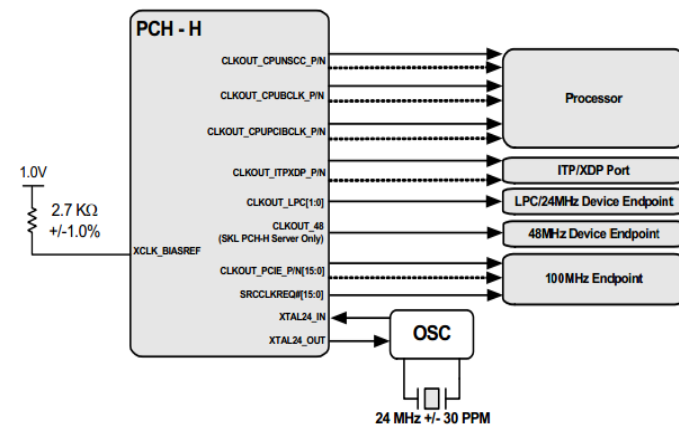 PCH - H
CLKOUT_CPUNSCC_P/N
CLKOUT_CPUBCLK_P/N
CLKOUT_CPUPCIBCLK_P/N
Processor
CLKOUT_ITPXDP_P/N
ITP/XDP Port
1.0V
2.7 KΩ
+/-1.0%
CLKOUT_LPC[1:0]
LPC/24MHz Device Endpoint
CLKOUT_48
(SKL PCH-H Server Only)
48MHz Device Endpoint
XCLK_BIASREF
CLKOUT_PCIE_P/N[15:0]
100MHz Endpoint
SRCCLKREQ#[15:0]
XTAL24_IN
XTAL24_OUT
OSC
24 MHz +/- 30 PPM